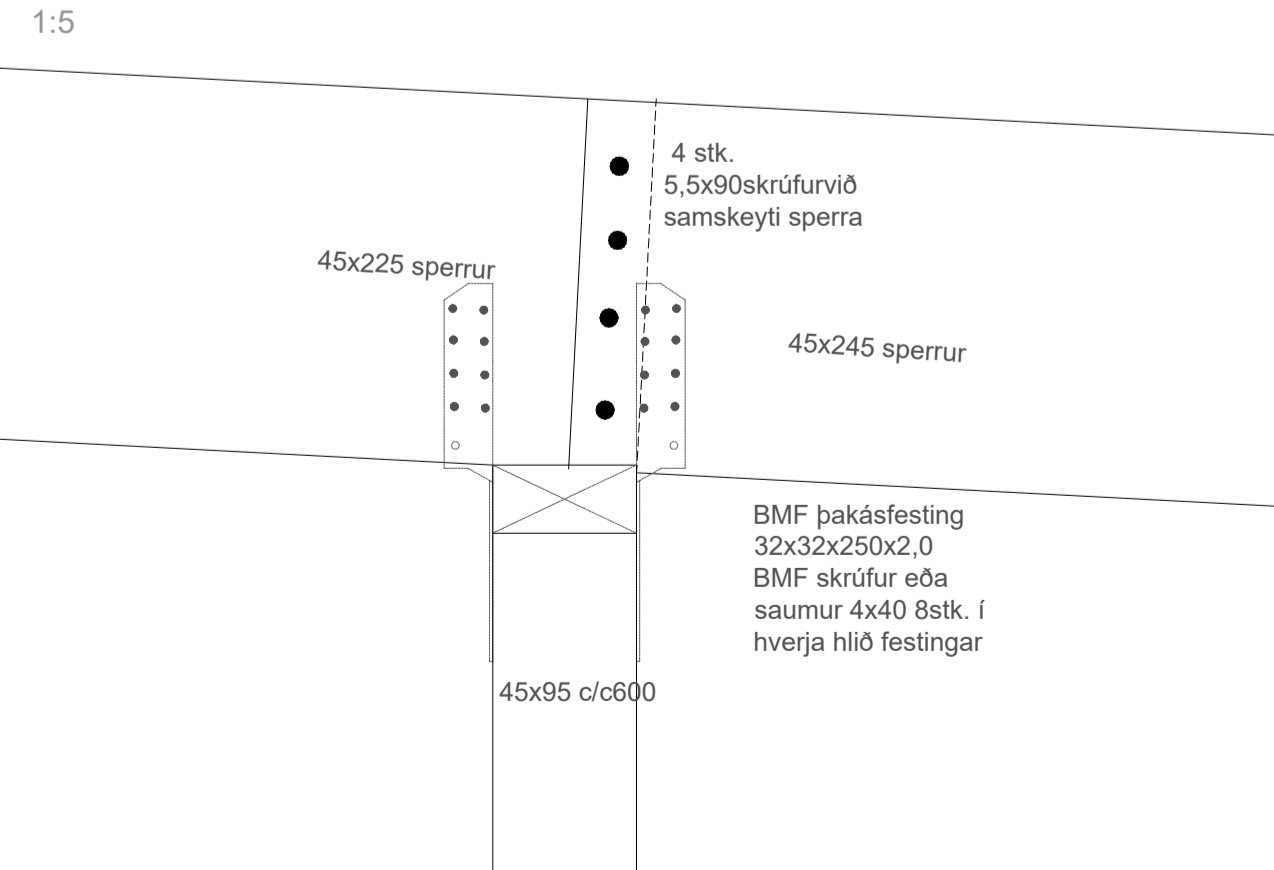 1:5
4 stk.
5,5x90skrúfurvið
samskeyti sperra
45x225 sperrur
45x245 sperrur
BMF þakásfesting
32x32x250x2,0
BMF skrúfur eða
saumur 4x40 8stk. í
hverja hlið festingar
45x95 c/c600